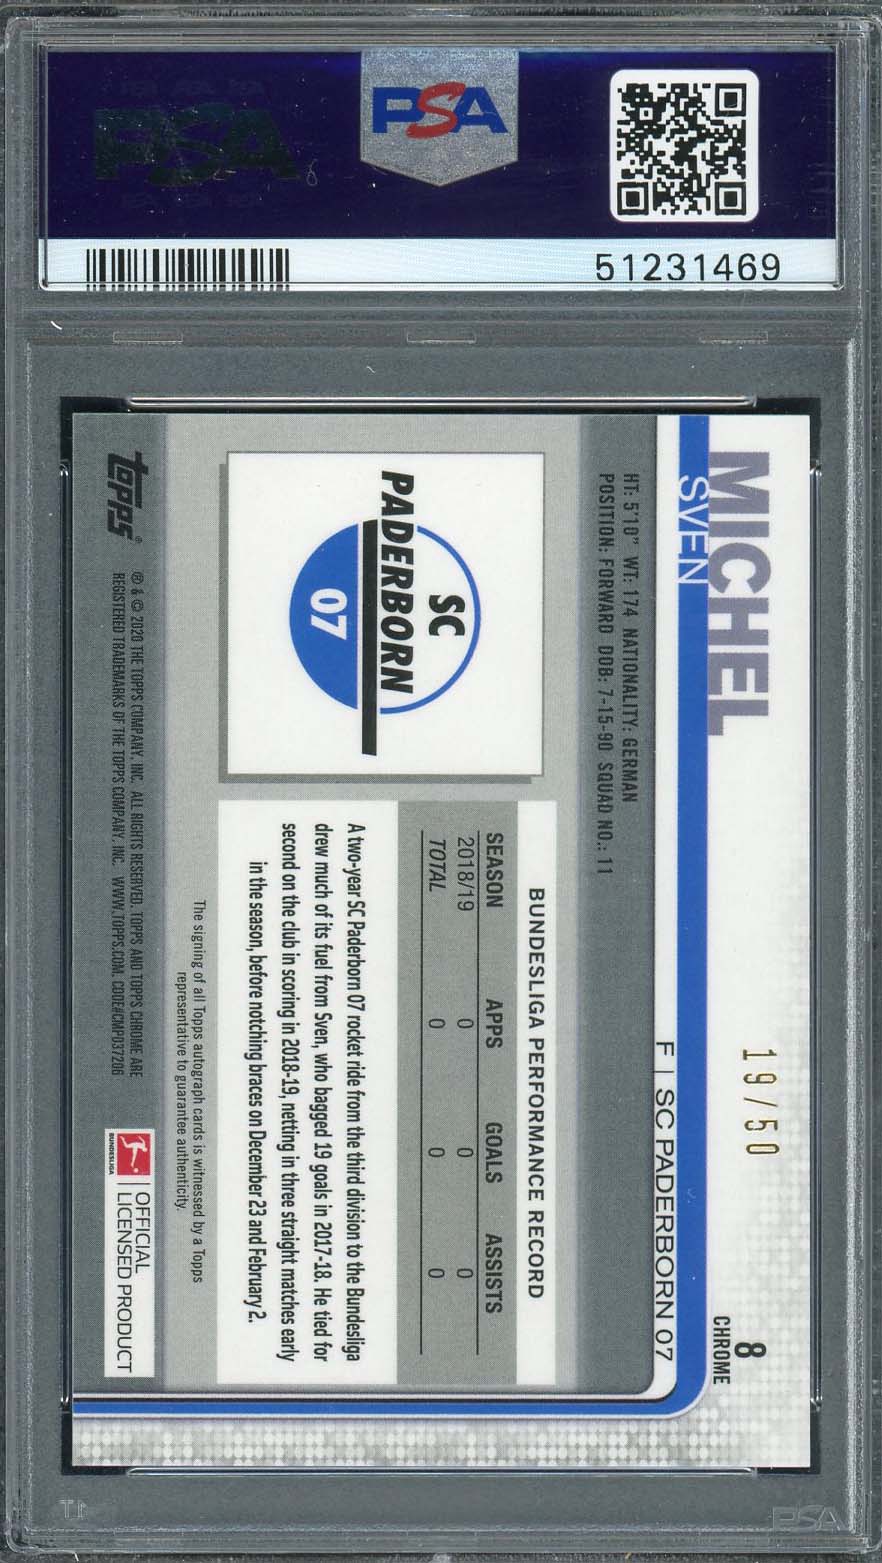 PSA
PSA
51231469
19/50
8
CHROME
MICHEL
SVEN
F | SC PADERBORN 07
HT: 5'10" WT: 174 NATIONALITY: GERMAN
POSITION: FORWARD DOB: 7-15-90 SQUAD NO.: 11
SC
PADERBORN
07
BUNDESLIGA PERFORMANCE RECORD
SEASON APPS GOALS ASSISTS
2018/19 0 0 0
TOTAL 0 0 0
A two-year SC Paderborn 07 rocket ride from the third division to the Bundesliga
drew much of its fuel from Sven, who bagged 19 goals in 2017-18. He tied for
second on the club in scoring in 2018-19, netting in three straight matches early
in the season, before notching braces on December 23 and February 2.
The signing of all Topps autograph cards is witnessed by a Topps
representative to guarantee authenticity.
Topps®
® & © 2020 THE TOPPS COMPANY, INC. ALL RIGHTS RESERVED. TOPPS AND TOPPS CHROME ARE
REGISTERED TRADEMARKS OF THE TOPPS COMPANY, INC. WWW.TOPPS.COM. CODE#CMP037206
BUNDESLIGA
OFFICIAL
LICENSED PRODUCT
PSA